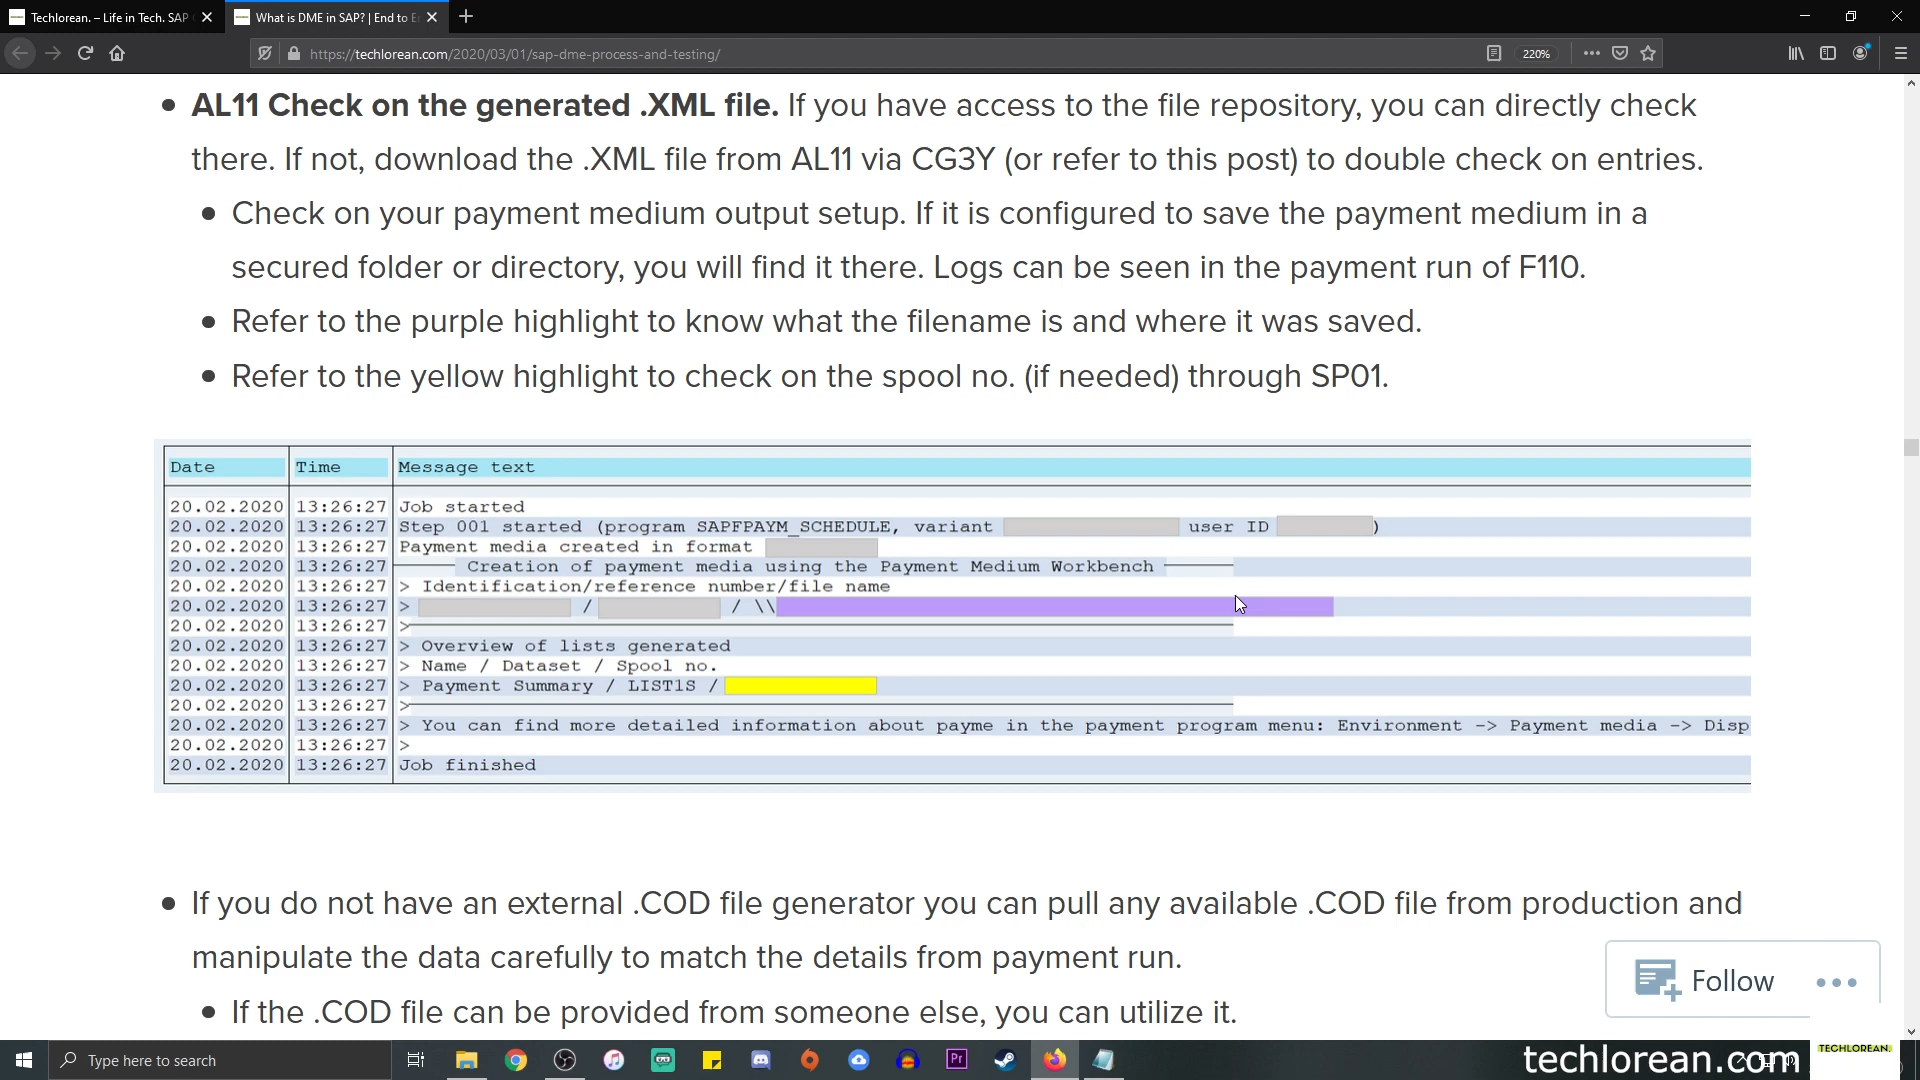 Techlorean. – Life in Tech. SAP
What is DME in SAP? | End to E
https://techlorean.com/2020/03/01/sap-dme-process-and-testing/
220%
AL11 Check on the generated .XML file. If you have access to the file repository, you can directly check
there. If not, download the .XML file from AL11 via CG3Y (or refer to this post) to double check on entries.
Check on your payment medium output setup. If it is configured to save the payment medium in a
secured folder or directory, you will find it there. Logs can be seen in the payment run of F110.
Refer to the purple highlight to know what the filename is and where it was saved.
Refer to the yellow highlight to check on the spool no. (if needed) through SP01.
Date Time Message text
20.02.2020 13:26:27 Job started
20.02.2020 13:26:27 Step 001 started (program SAPFPAYM_SCHEDULE, variant user ID )
20.02.2020 13:26:27 Payment media created in format
20.02.2020 13:26:27 Creation of payment media using the Payment Medium Workbench
20.02.2020 13:26:27 > Identification/reference number/file name
20.02.2020 13:26:27 > / / \\
20.02.2020 13:26:27 >
20.02.2020 13:26:27 > Overview of lists generated
20.02.2020 13:26:27 > Name / Dataset / Spool no.
20.02.2020 13:26:27 > Payment Summary / LIST1S /
20.02.2020 13:26:27 >
20.02.2020 13:26:27 > You can find more detailed information about payme in the payment program menu: Environment -> Payment media -> Disp
20.02.2020 13:26:27 >
20.02.2020 13:26:27 Job finished
If you do not have an external .COD file generator you can pull any available .COD file from production and
manipulate the data carefully to match the details from payment run.
Follow
If the .COD file can be provided from someone else, you can utilize it.
Type here to search
Pr
techlorean.com
TECHLOREAN.